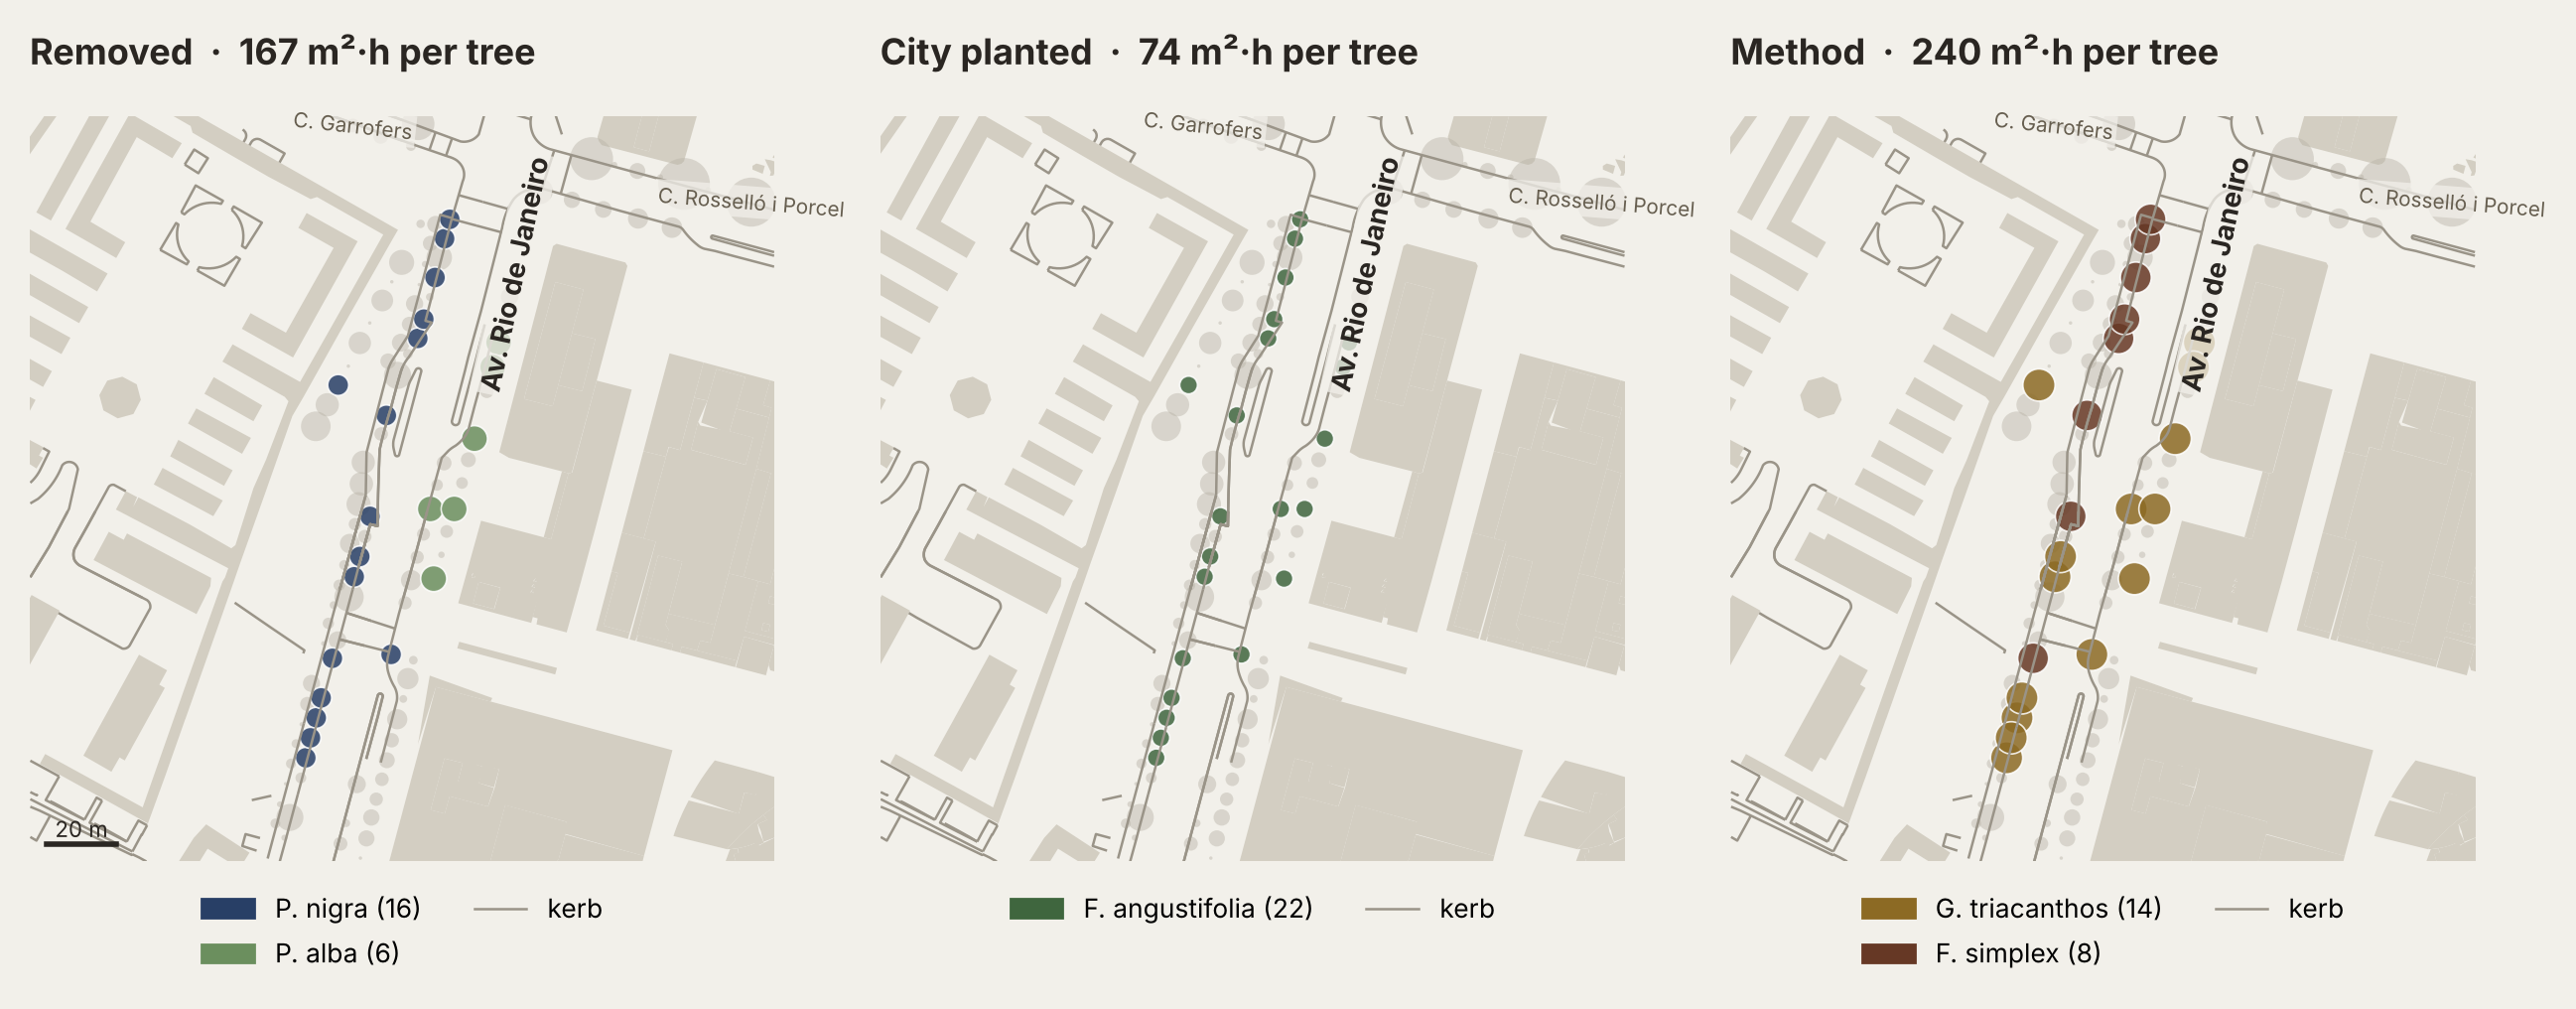 Removed · 167 m²·h per tree
C. Garrofers
Av. Rio de Janeiro
C. Rosselló i Porcel
20 m
P. nigra (16)
kerb
P. alba (6)
City planted · 74 m²·h per tree
C. Garrofers
Av. Rio de Janeiro
C. Rosselló i Porcel
F. angustifolia (22)
kerb
Method · 240 m²·h per tree
C. Garrofers
Av. Rio de Janeiro
C. Rosselló i Porcel
G. triacanthos (14)
kerb
F. simplex (8)